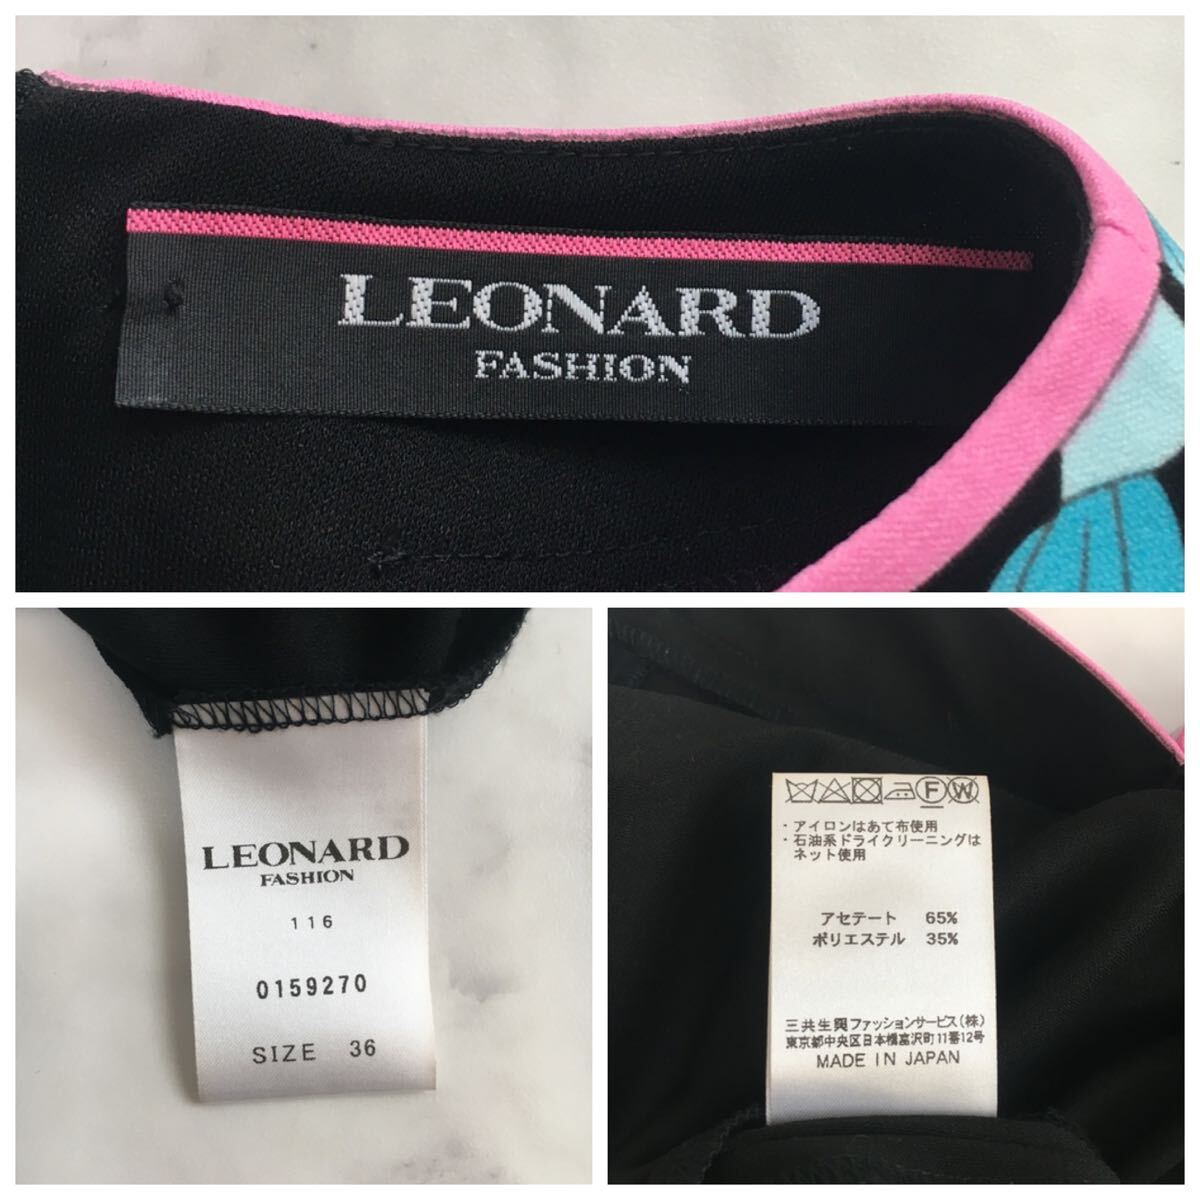 LEONARD
FASHION
LEONARD
FASHION
116
0159270
SIZE 36
F W
・アイロンはあて布使用
・石油系ドライクリーニングは
ネット使用
アセテート 65%
ポリエステル 35%
三共生興ファッションサービス(株)
東京都中央区日本橋富沢町11番12号
MADE IN JAPAN